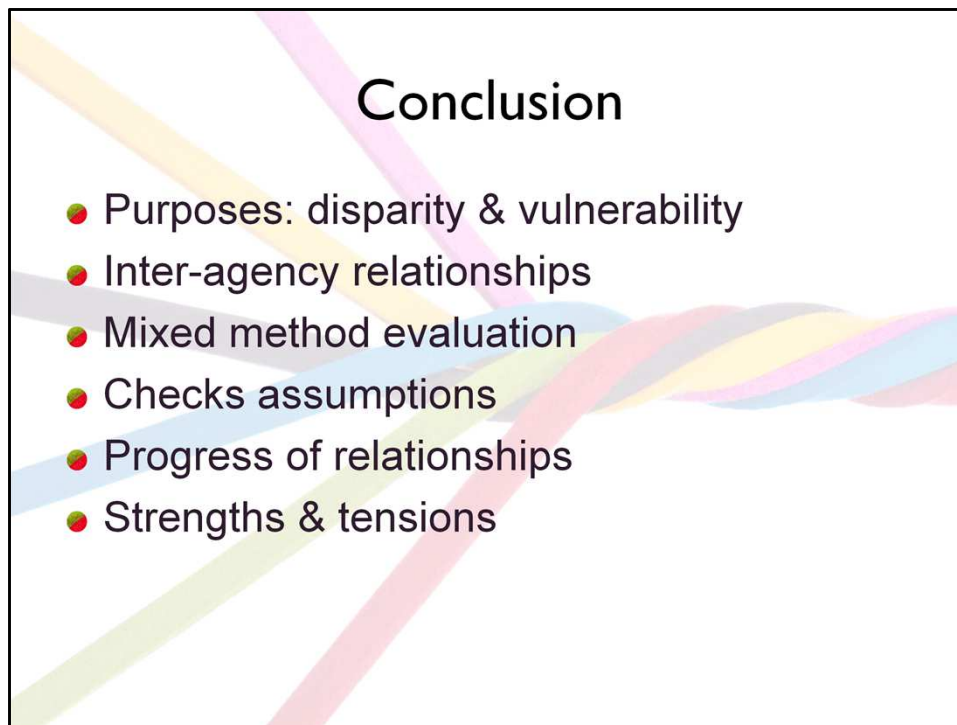 Conclusion
Purposes: disparity & vulnerability
Inter-agency relationships
Mixed method evaluation
Checks assumptions
Progress of relationships
Strengths & tensions